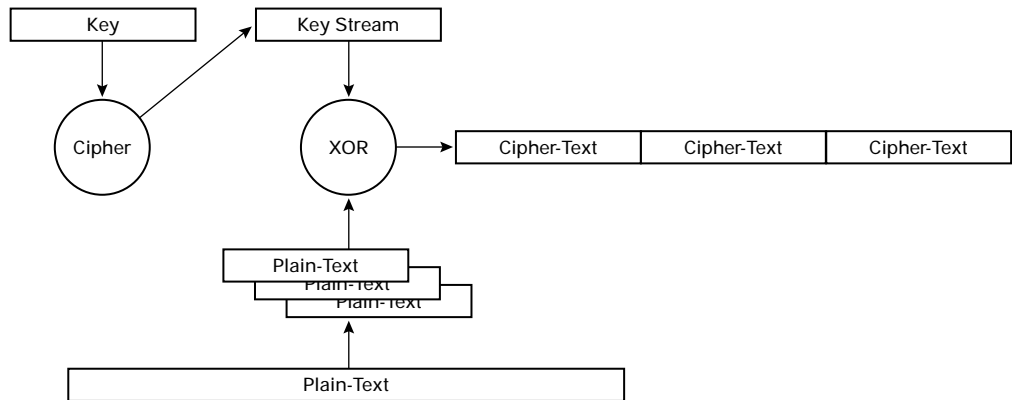 Key
Key Stream
Cipher
XOR
Cipher-Text
Cipher-Text
Cipher-Text
Plain-Text
Plain-Text
Plain-Text
Plain-Text